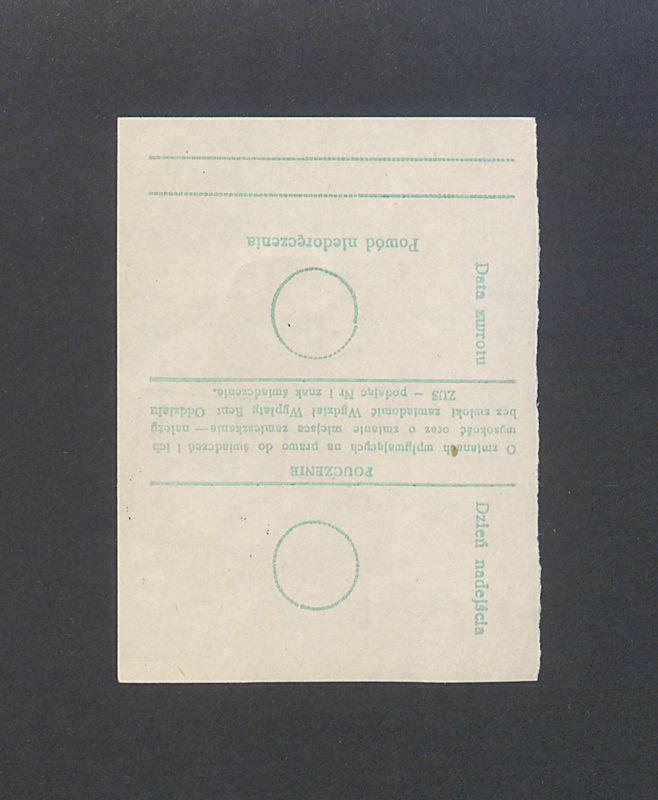 Dzień nadejścia
POUCZENIE
O zmianach wpływających na prawo do świadczeń i ich
wysokość oraz o zmianie miejsca zamieszkania — należy
bez zwłoki zawiadomić Wydział Wypłaty Rent Oddziału
ZUS — podając Nr i znak świadczenia.
Data zwrotu
Powód niedoręczenia